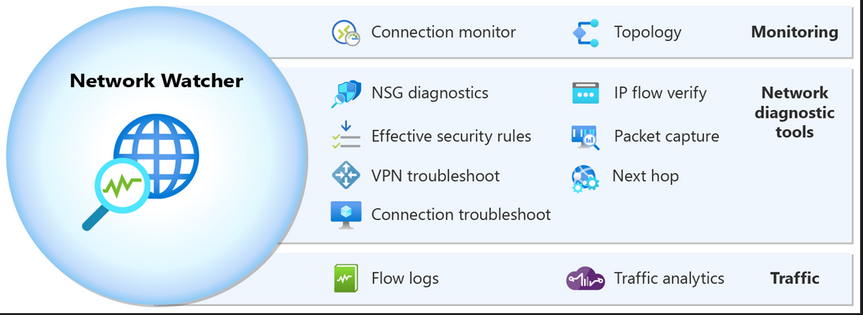 Network Watcher
Connection monitor
Topology
Monitoring
NSG diagnostics
IP flow verify
Network
diagnostic
tools
Effective security rules
Packet capture
VPN troubleshoot
Next hop
Connection troubleshoot
Flow logs
Traffic analytics
Traffic